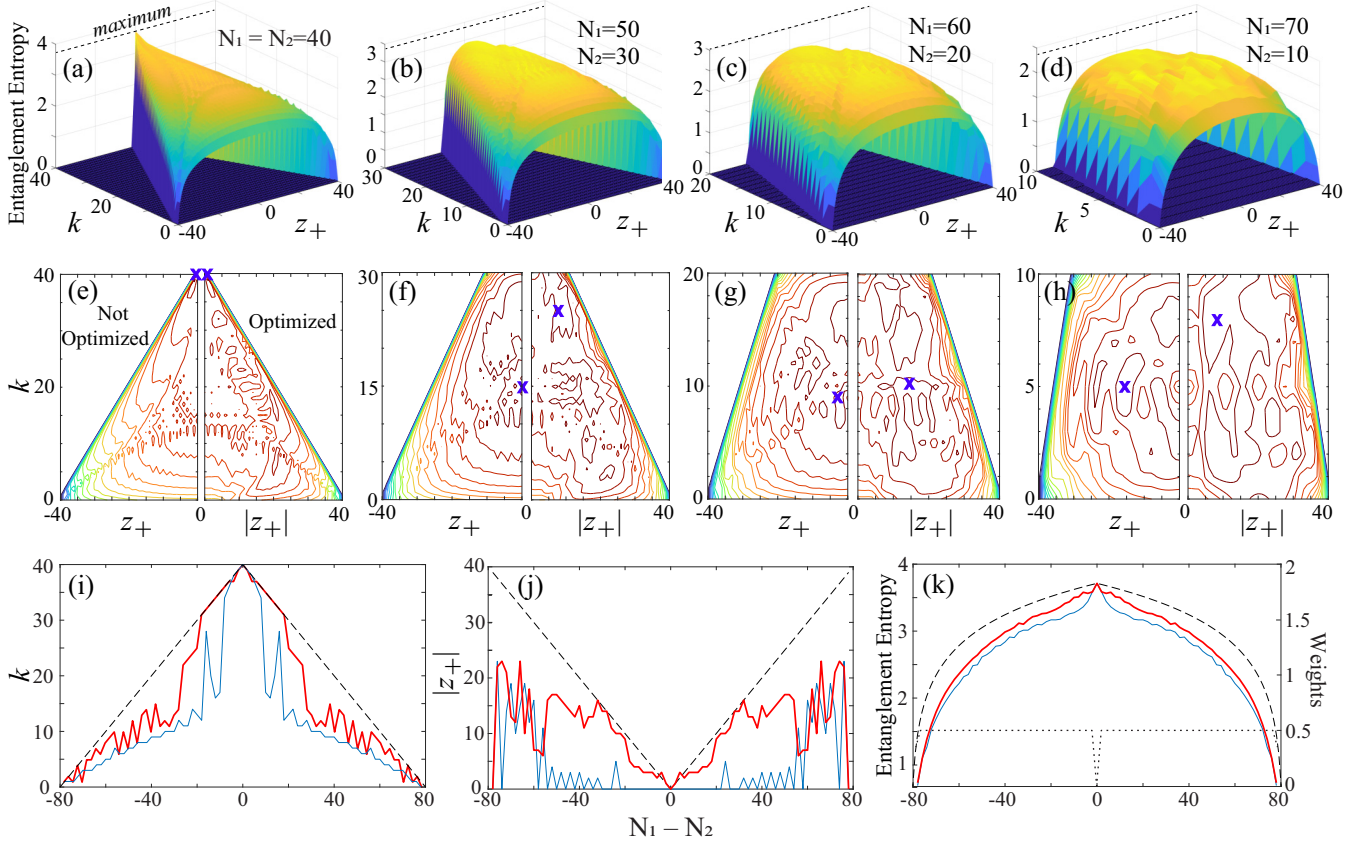 maximum
Entanglement Entropy
4
2
0
40
20
0
k
-40
0
40
z+
(a)
N1 = N2=40
3
2
1
0
30
20
10
0
k
-40
0
40
z+
(b)
N1=50
N2=30
3
2
1
0
20
10
0
k
-40
0
40
z+
(c)
N1=60
N2=20
2
1
0
10
5
0
k
-40
0
40
z+
(d)
N1=70
N2=10
(e)
Not
Optimized
Optimized
X X
40
30
20
10
0
k
-40
0
40
z+
|z+|
(f)
X
X
30
15
0
-40
0
40
z+
|z+|
(g)
X
X
20
10
0
-40
0
40
z+
|z+|
(h)
X
X
10
5
0
-40
0
40
z+
|z+|
(i)
40
30
20
10
0
k
-80
-40
0
40
80
(j)
40
30
20
10
0
|z+|
-80
-40
0
40
80
N1 – N2
(k)
Entanglement Entropy
4
3
2
1
-80
-40
0
40
80
2
1.5
1
0.5
0
Weights